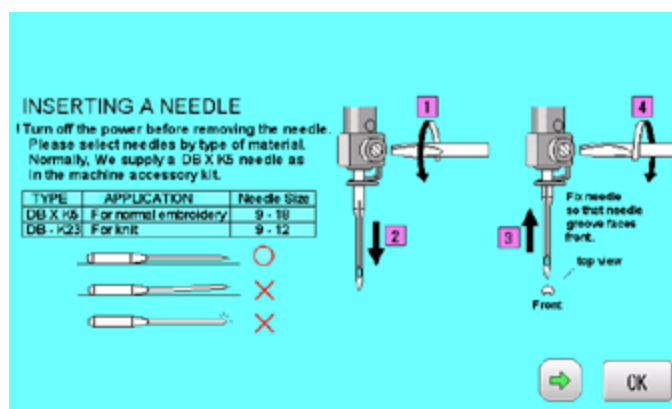 INSERTING A NEEDLE
! Turn off the power before removing the needle.
Please select needles by type of material.
Normally, We supply a DB X K5 needle as
in the machine accessory kit.
TYPE APPLICATION Needle Size
DB X K5 For normal embroidery 9 - 18
DB - K23 For knit 9 - 12
1
2
3
4
Fix needle
so that needle
groove faces
front.
top view
Front
OK